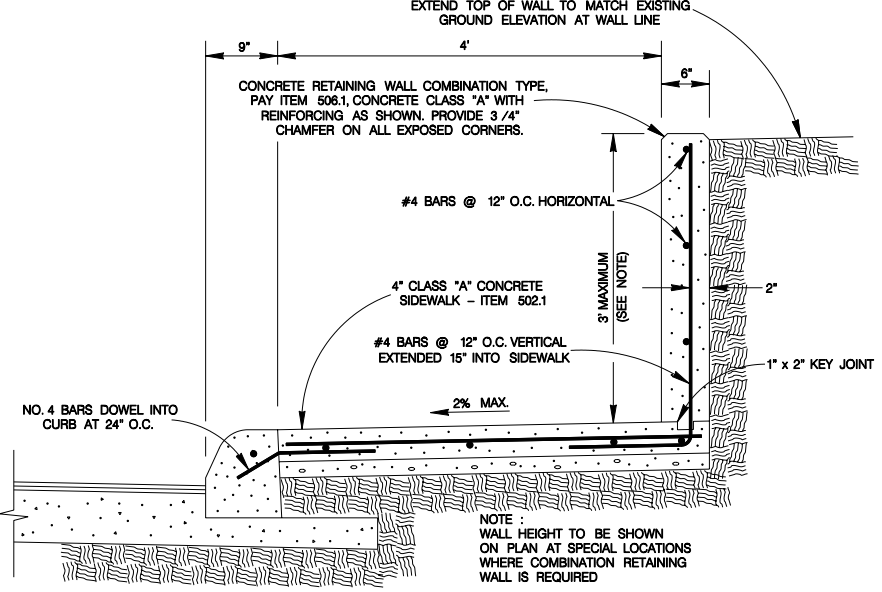 EXTEND TOP OF WALL TO MATCH EXISTING
GROUND ELEVATION AT WALL LINE
9"
4'
6"
CONCRETE RETAINING WALL COMBINATION TYPE,
PAY ITEM 506.1, CONCRETE CLASS "A" WITH
REINFORCING AS SHOWN. PROVIDE 3 /4"
CHAMFER ON ALL EXPOSED CORNERS.
#4 BARS @ 12" O.C. HORIZONTAL
3' MAXIMUM
(SEE NOTE)
4" CLASS "A" CONCRETE
SIDEWALK - ITEM 502.1
2"
#4 BARS @ 12" O.C. VERTICAL
EXTENDED 15" INTO SIDEWALK
1" x 2" KEY JOINT
2% MAX.
NO. 4 BARS DOWEL INTO
CURB AT 24" O.C.
NOTE :
WALL HEIGHT TO BE SHOWN
ON PLAN AT SPECIAL LOCATIONS
WHERE COMBINATION RETAINING
WALL IS REQUIRED